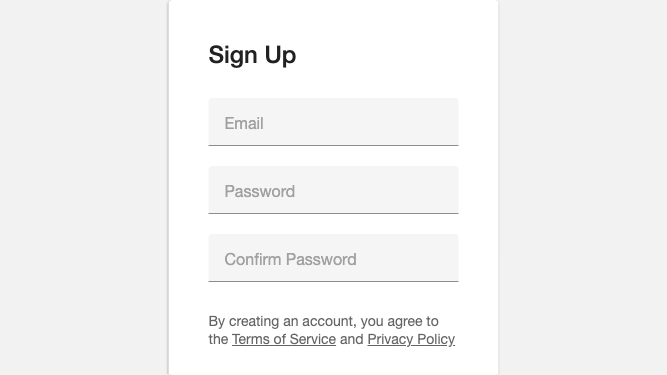 Sign Up
Email
Password
Confirm Password
By creating an account, you agree to
the Terms of Service and Privacy Policy